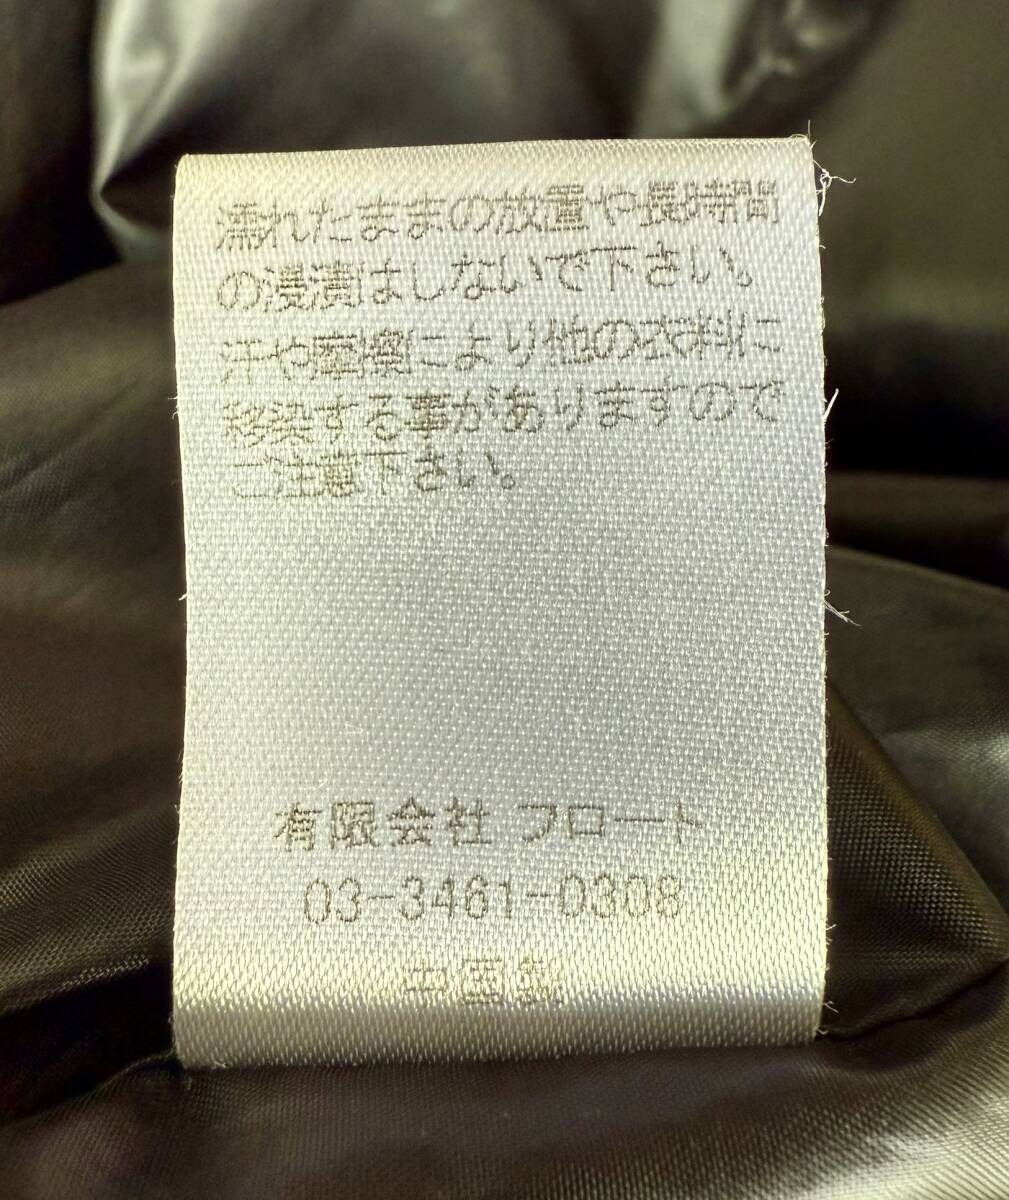 濡れたままの放置や長時間
の浸漬はしないで下さい。
汗や摩擦により他の衣料に
移染する事がありますので
ご注意下さい。
有限会社 フロート
03-3461-0308
中国製